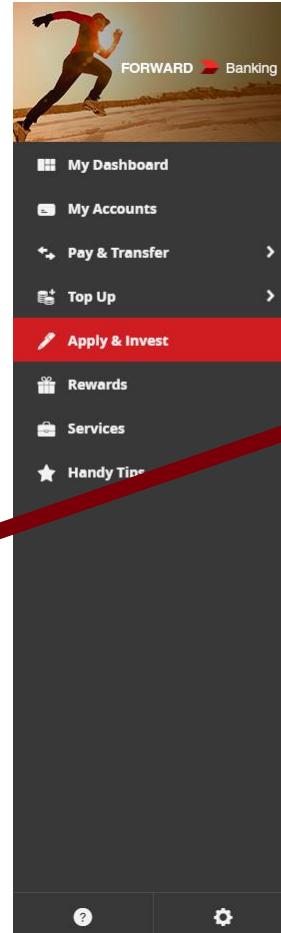 FORWARD Banking
My Dashboard
My Accounts
Pay & Transfer
Top Up
Apply & Invest
Rewards
Services
Handy Tips
?